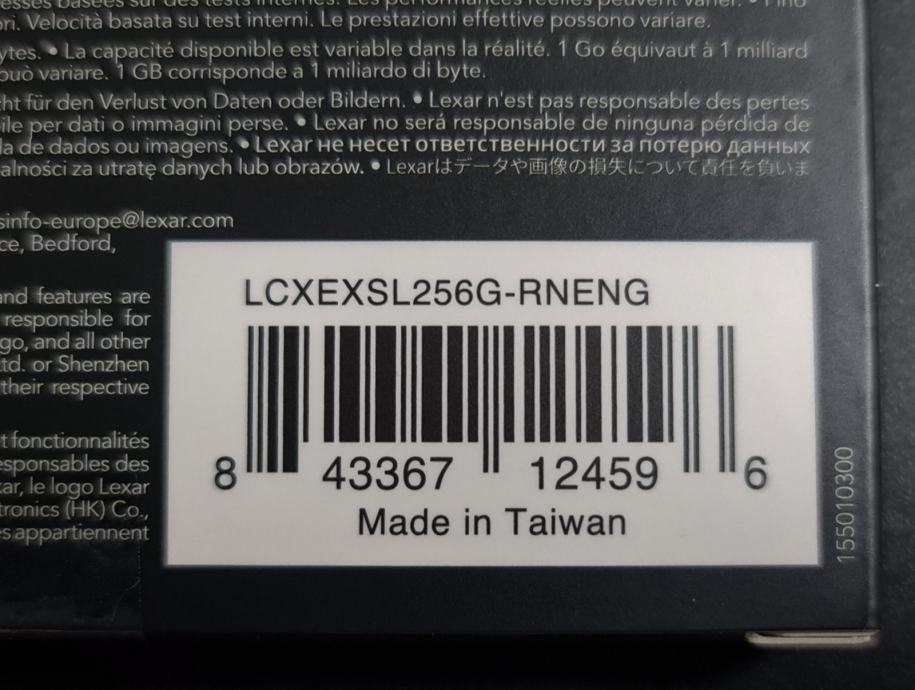 esses basées sur des tests internes. Les performances réelles peuvent varier. • Fino
ori. Velocità basata su test interni. Le prestazioni effettive possono variare.
ytes. • La capacité disponible est variable dans la réalité. 1 Go équivaut à 1 milliard
può variare. 1 GB corrisponde a 1 miliardo di byte.
cht für den Verlust von Daten oder Bildern. • Lexar n'est pas responsable des pertes
bile per dati o immagini perse. • Lexar no será responsable de ninguna pérdida de
da de dados ou imagens. • Lexar не несет ответственности за потерю данных
alności za utratę danych lub obrazów. • Lexarはデータや画像の損失について責任を負いま
sinfo-europe@lexar.com
ce, Bedford,
and features are
responsible for
go, and all other
td. or Shenzhen
their respective
t fonctionnalités
esponsables des
xar, le logo Lexar
tronics (HK) Co.,
es appartiennent
LCXEXSL256G-RNENG
8 43367 12459 6
Made in Taiwan
155010300